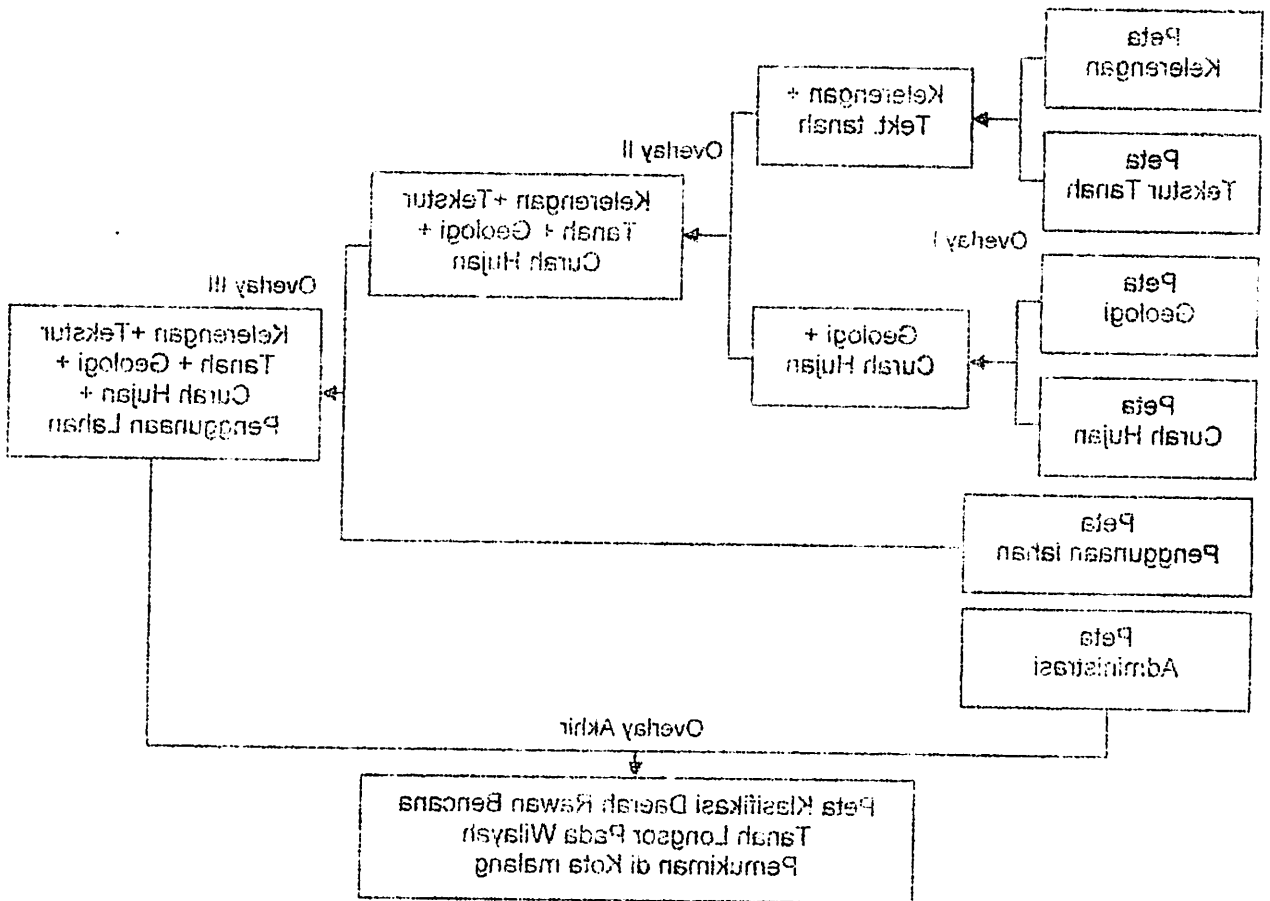 Peta
Kelerengan
Peta
Tekstur Tanah
Overlay I
Peta
Geologi
Peta
Curah Hujan
Peta
Penggunaan lahan
Peta
Administrasi
Kelerengan +
Tekt. tanah
Geologi +
Curah Hujan
Overlay II
Kelerengan +Tekstur
Tanah + Geologi +
Curah Hujan
Overlay III
Kelerengan +Tekstur
Tanah + Geologi +
Curah Hujan +
Penggunaan Lahan
Overlay Akhir
Peta Klasifikasi Daerah Rawan Bencana
Tanah Longsor Pada Wilayah
Pemukiman di Kota malang